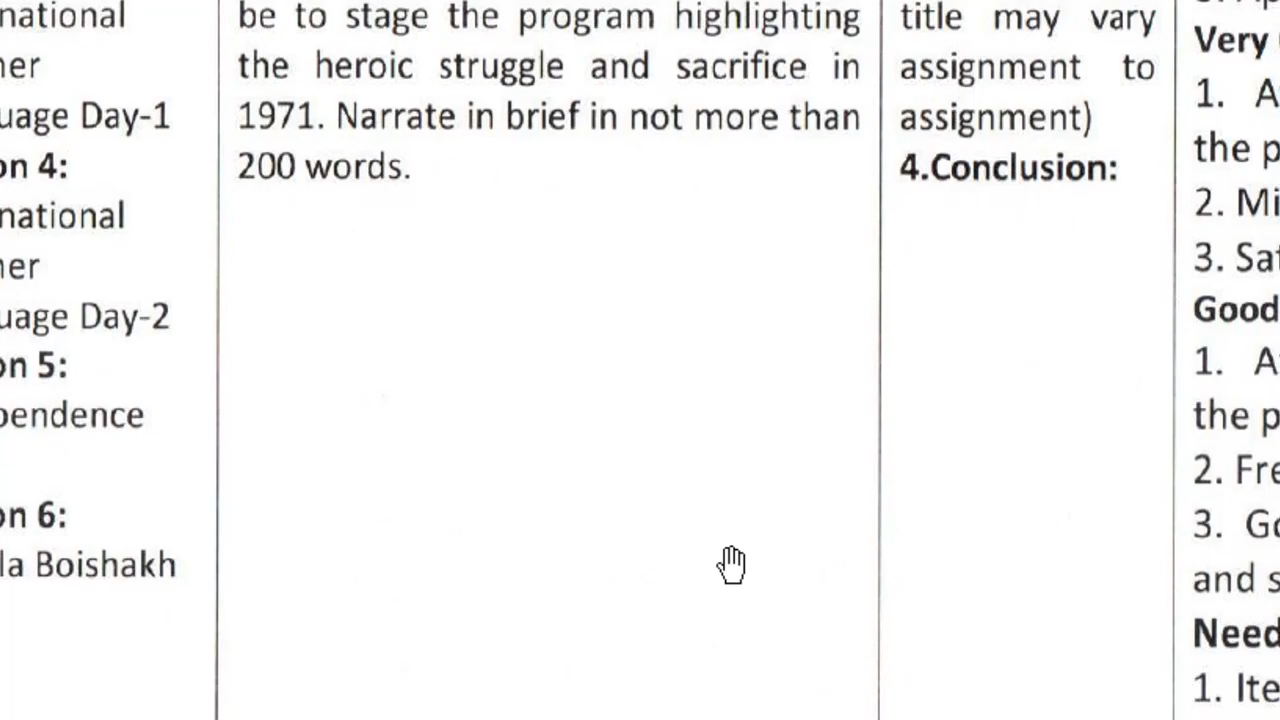 national
her
uage Day-1
on 4:
national
her
uage Day-2
on 5:
pendence
on 6:
la Boishakh
be to stage the program highlighting
the heroic struggle and sacrifice in
1971. Narrate in brief in not more than
200 words.
title may vary
assignment to
assignment)
4.Conclusion:
Very
1. A
the p
2. Mi
3. Sa
Good
1. A
the p
2. Fre
3. Go
and s
Need
1. Ite